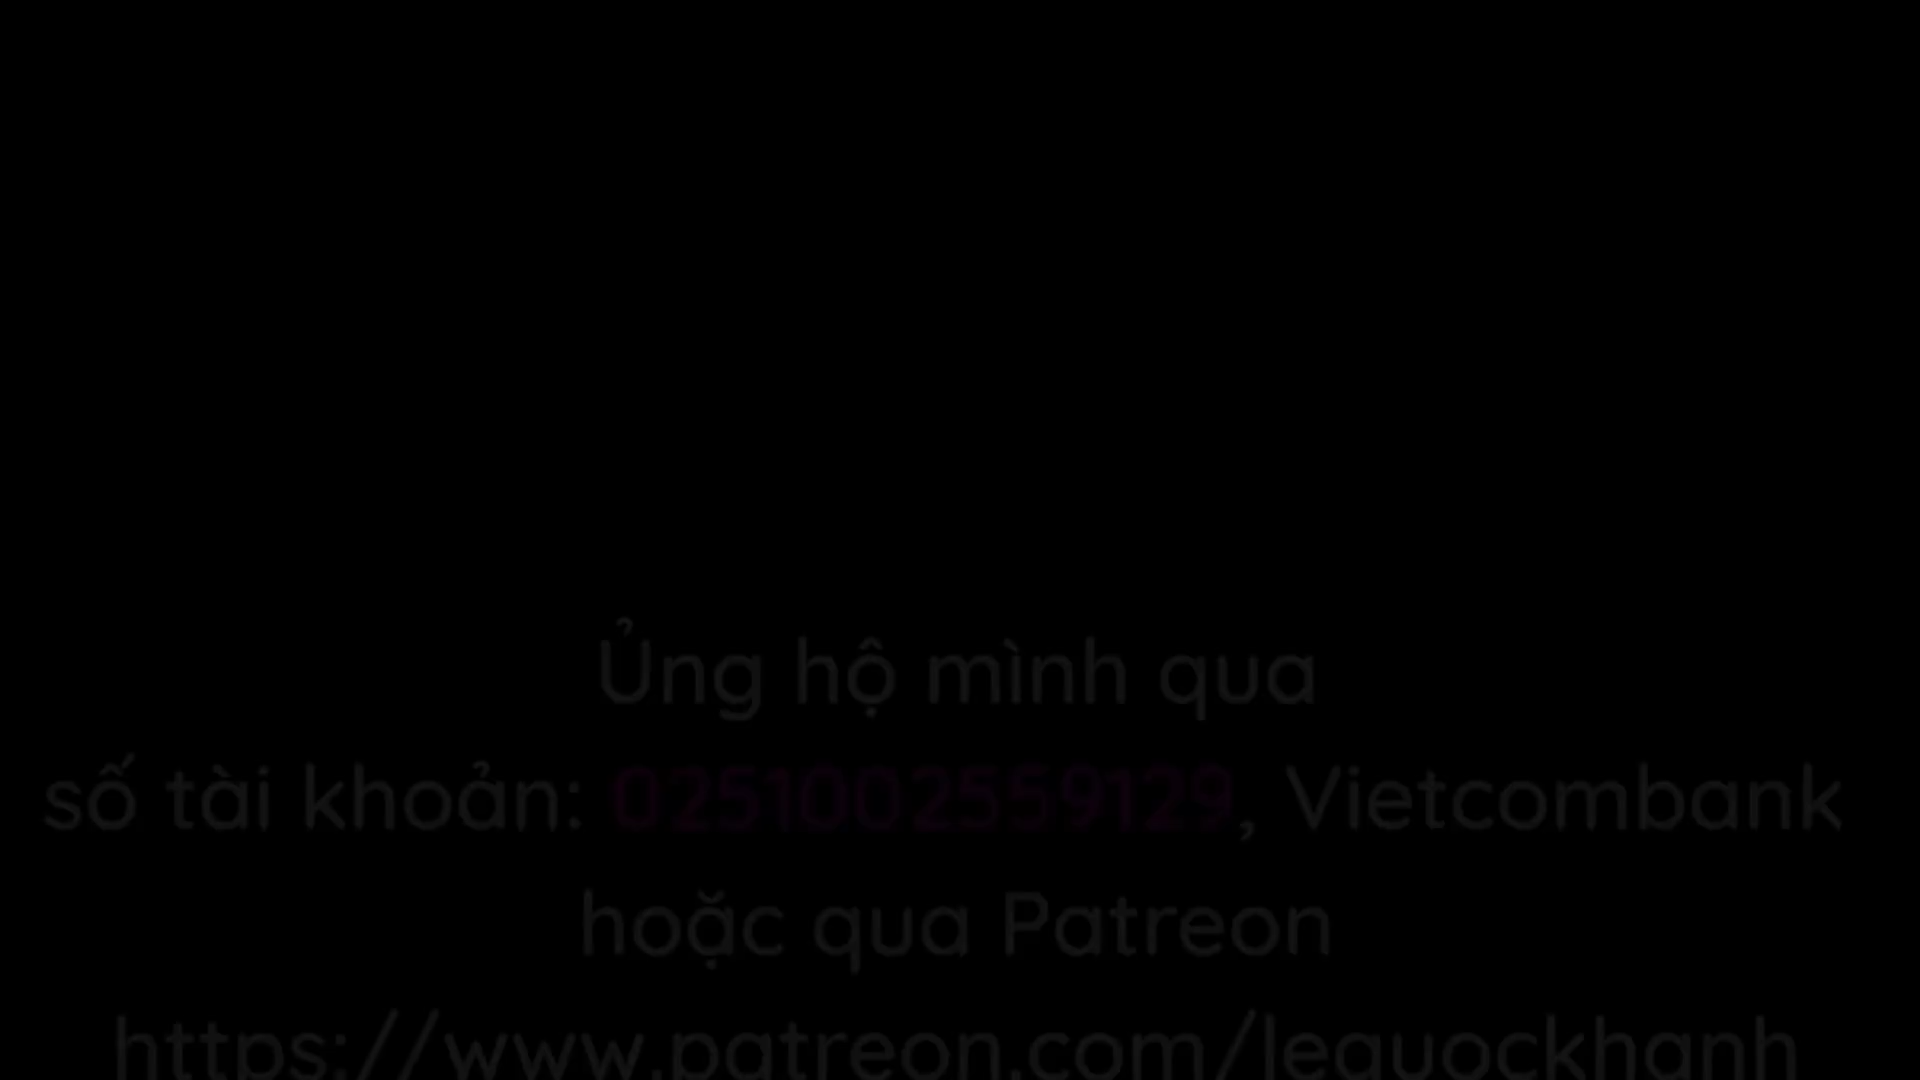 Ủng hộ mình qua
số tài khoản: 0251002559129, Vietcombank
hoặc qua Patreon
https://www.patreon.com/lequockhanh